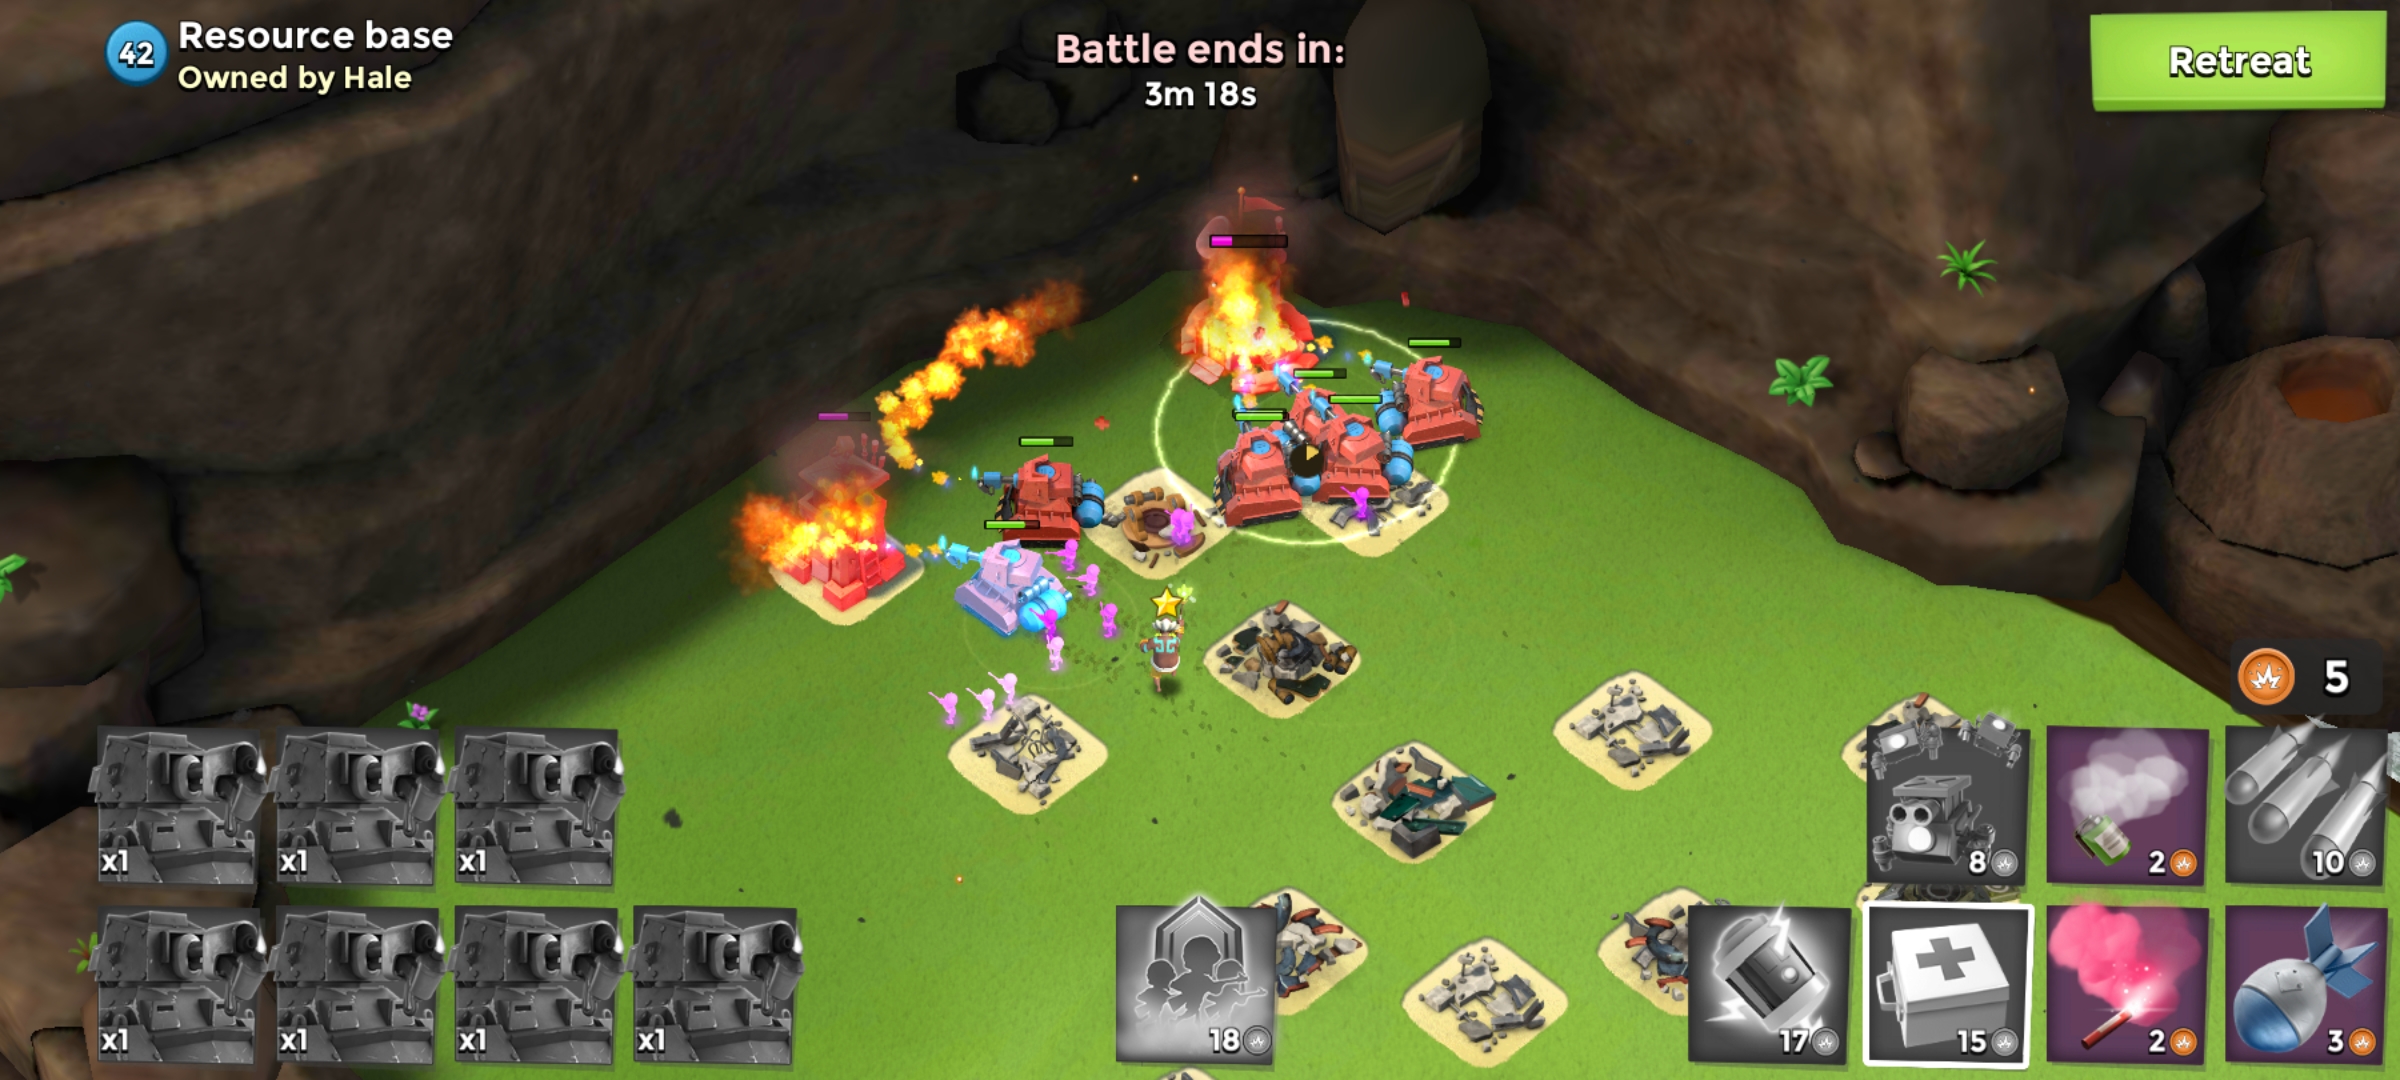 42
Resource base
Owned by Hale
Battle ends in:
3m 18s
Retreat
5
x1
x1
x1
8
2
10
x1
x1
x1
x1
18
17
15
2
3